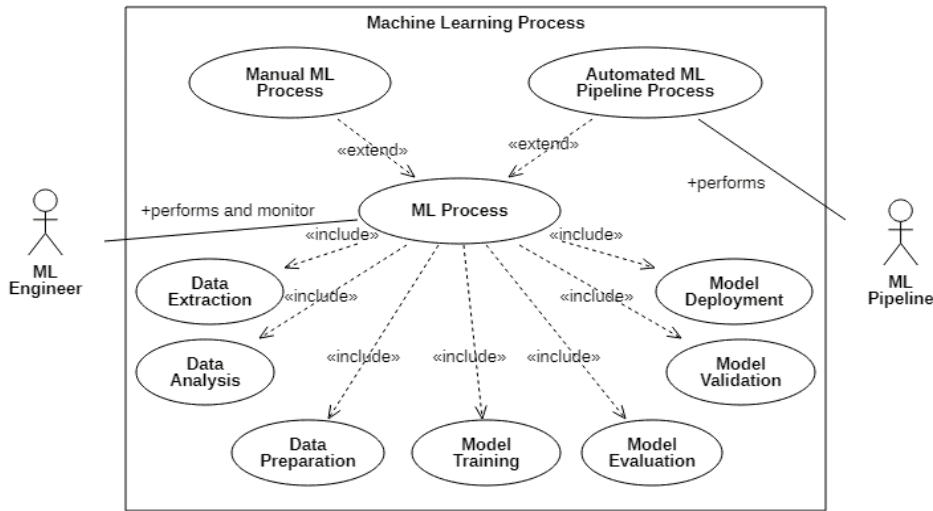 Machine Learning Process
Manual ML
Process
Automated ML
Pipeline Process
«extend»
«extend»
+performs
ML Process
+performs and monitor
ML
Engineer
ML
Pipeline
«include»
«include»
Data
Extraction
«include»
«include»
Model
Deployment
Data
Analysis
Model
Validation
«include»
«include»
«include»
Data
Preparation
Model
Training
Model
Evaluation